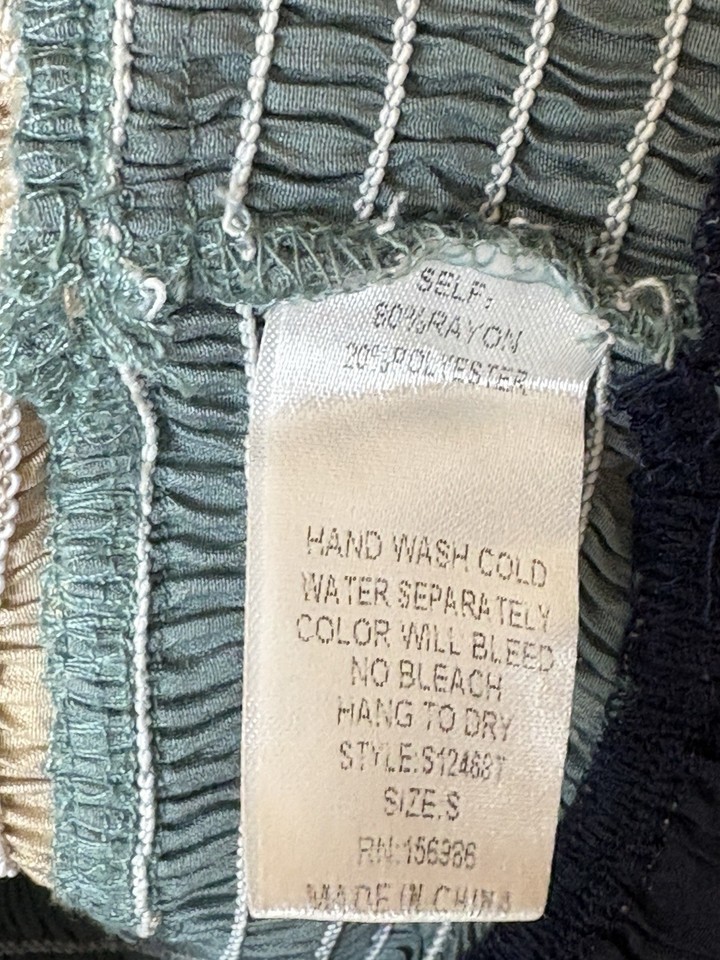 SELF:
80%RAYON
20%POLYESTER
HAND WASH COLD
WATER SEPARATELY
COLOR WILL BLEED
NO BLEACH
HANG TO DRY
STYLE:S12468T
SIZE:S
RN:156986
MADE IN CHINA